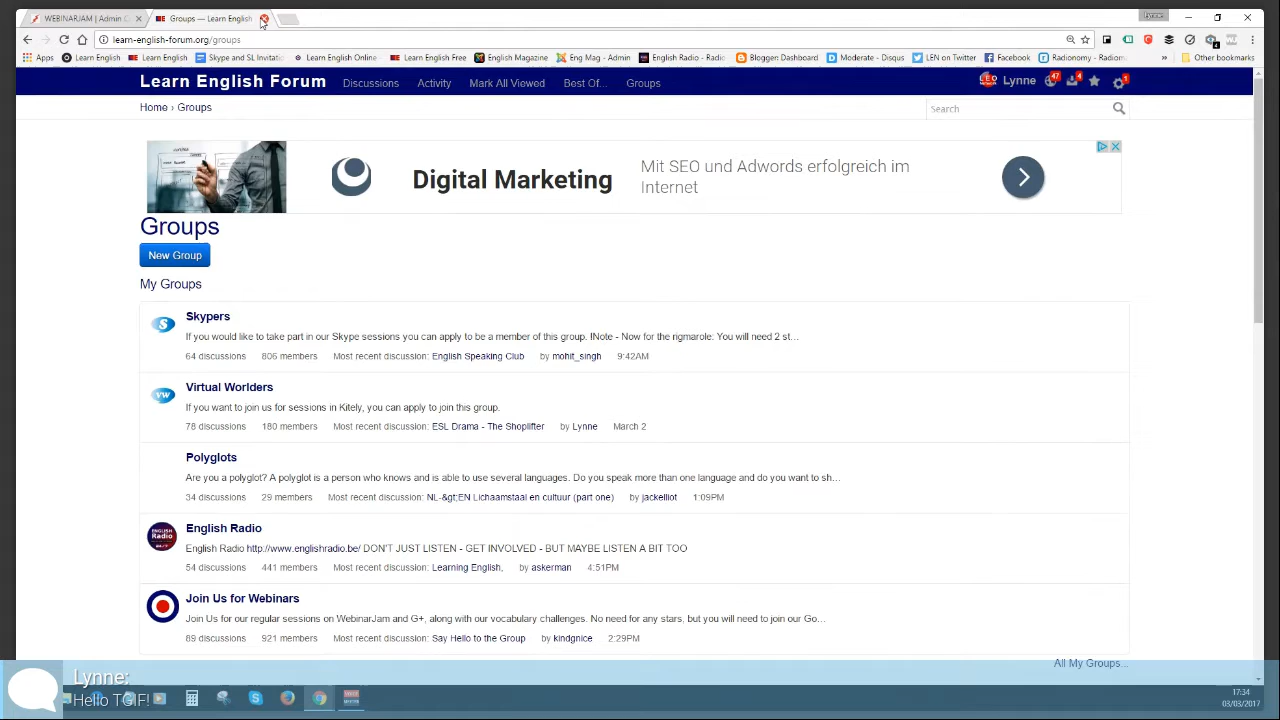 WEBINARJAM | Admin
Groups — Learn English
Lynne
learn-english-forum.org/groups
Apps Learn English Learn English Skype and SL Invitatio Learn English Online Learn English Free English Magazine Eng Mag. - Admin English Radio - Radio Blogger: Dashboard Moderate - Disqus LEN on Twitter Facebook Radionomy - Radiono » Other bookmarks
Learn English Forum Discussions Activity Mark All Viewed Best Of... Groups Lynne 47 4 1
Home › Groups
Search
Digital Marketing
Mit SEO und Adwords erfolgreich im
Internet
Groups
New Group
My Groups
S
Skypers
If you would like to take part in our Skype sessions you can apply to be a member of this group. !Note - Now for the rigmarole: You will need 2 st…
64 discussions 806 members Most recent discussion: English Speaking Club by mohit_singh 9:42AM
VW
Virtual Worlders
If you want to join us for sessions in Kitely, you can apply to join this group.
78 discussions 180 members Most recent discussion: ESL Drama - The Shoplifter by Lynne March 2
Polyglots
Are you a polyglot? A polyglot is a person who knows and is able to use several languages. Do you speak more than one language and do you want to sh…
34 discussions 29 members Most recent discussion: NL-&gt;EN Lichaamstaal en cultuur (part one) by jackelliot 1:09PM
ENGLISH
Radio
English Radio
English Radio http://www.englishradio.be/ DON'T JUST LISTEN - GET INVOLVED - BUT MAYBE LISTEN A BIT TOO
54 discussions 441 members Most recent discussion: Learning English, by askerman 4:51PM
Join Us for Webinars
Join Us for our regular sessions on WebinarJam and G+, along with our vocabulary challenges. No need for any stars, but you will need to join our Go…
89 discussions 921 members Most recent discussion: Say Hello to the Group by kindgnice 2:29PM
All My Groups...
Lynne:
Hello TGIF!
17:34
03/03/2017